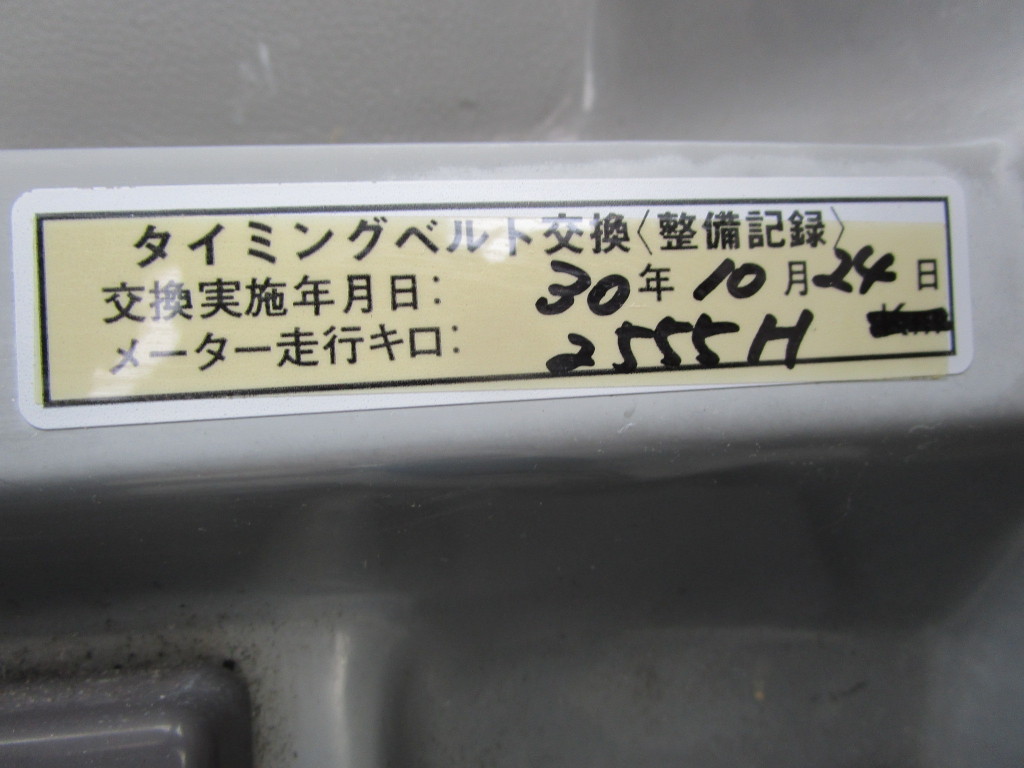 タイミングベルト交換〈整備記録〉
交換実施年月日： 30年 10月24日
メーター走行キロ： 2555H